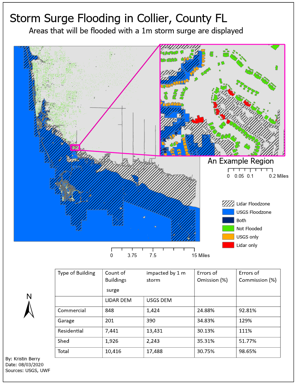 Storm Surge Flooding in Collier, County FL
Areas that will be flooded with a 1m storm surge are displayed
An Example Region
0 0.05 0.1 0.2 Miles
Lidar Floodzone
USGS Floodzone
Both
Not Flooded
USGS only
Lidar only
0 3.75 7.5 15 Miles
N
Type of Building Count of Buildings impacted by 1 m Errors of Errors of
surge storm Omission (%) Commission (%)
LIDAR DEM USGS DEM
Commercial 848 1,424 24.88% 92.81%
Garage 201 390 34.83% 129%
Residential 7,441 13,431 30.13% 111%
Shed 1,926 2,243 35.31% 51.77%
Total 10,416 17,488 30.75% 98.65%
By: Kristin Berry
Date: 08/03/2020
Sources: USGS, UWF